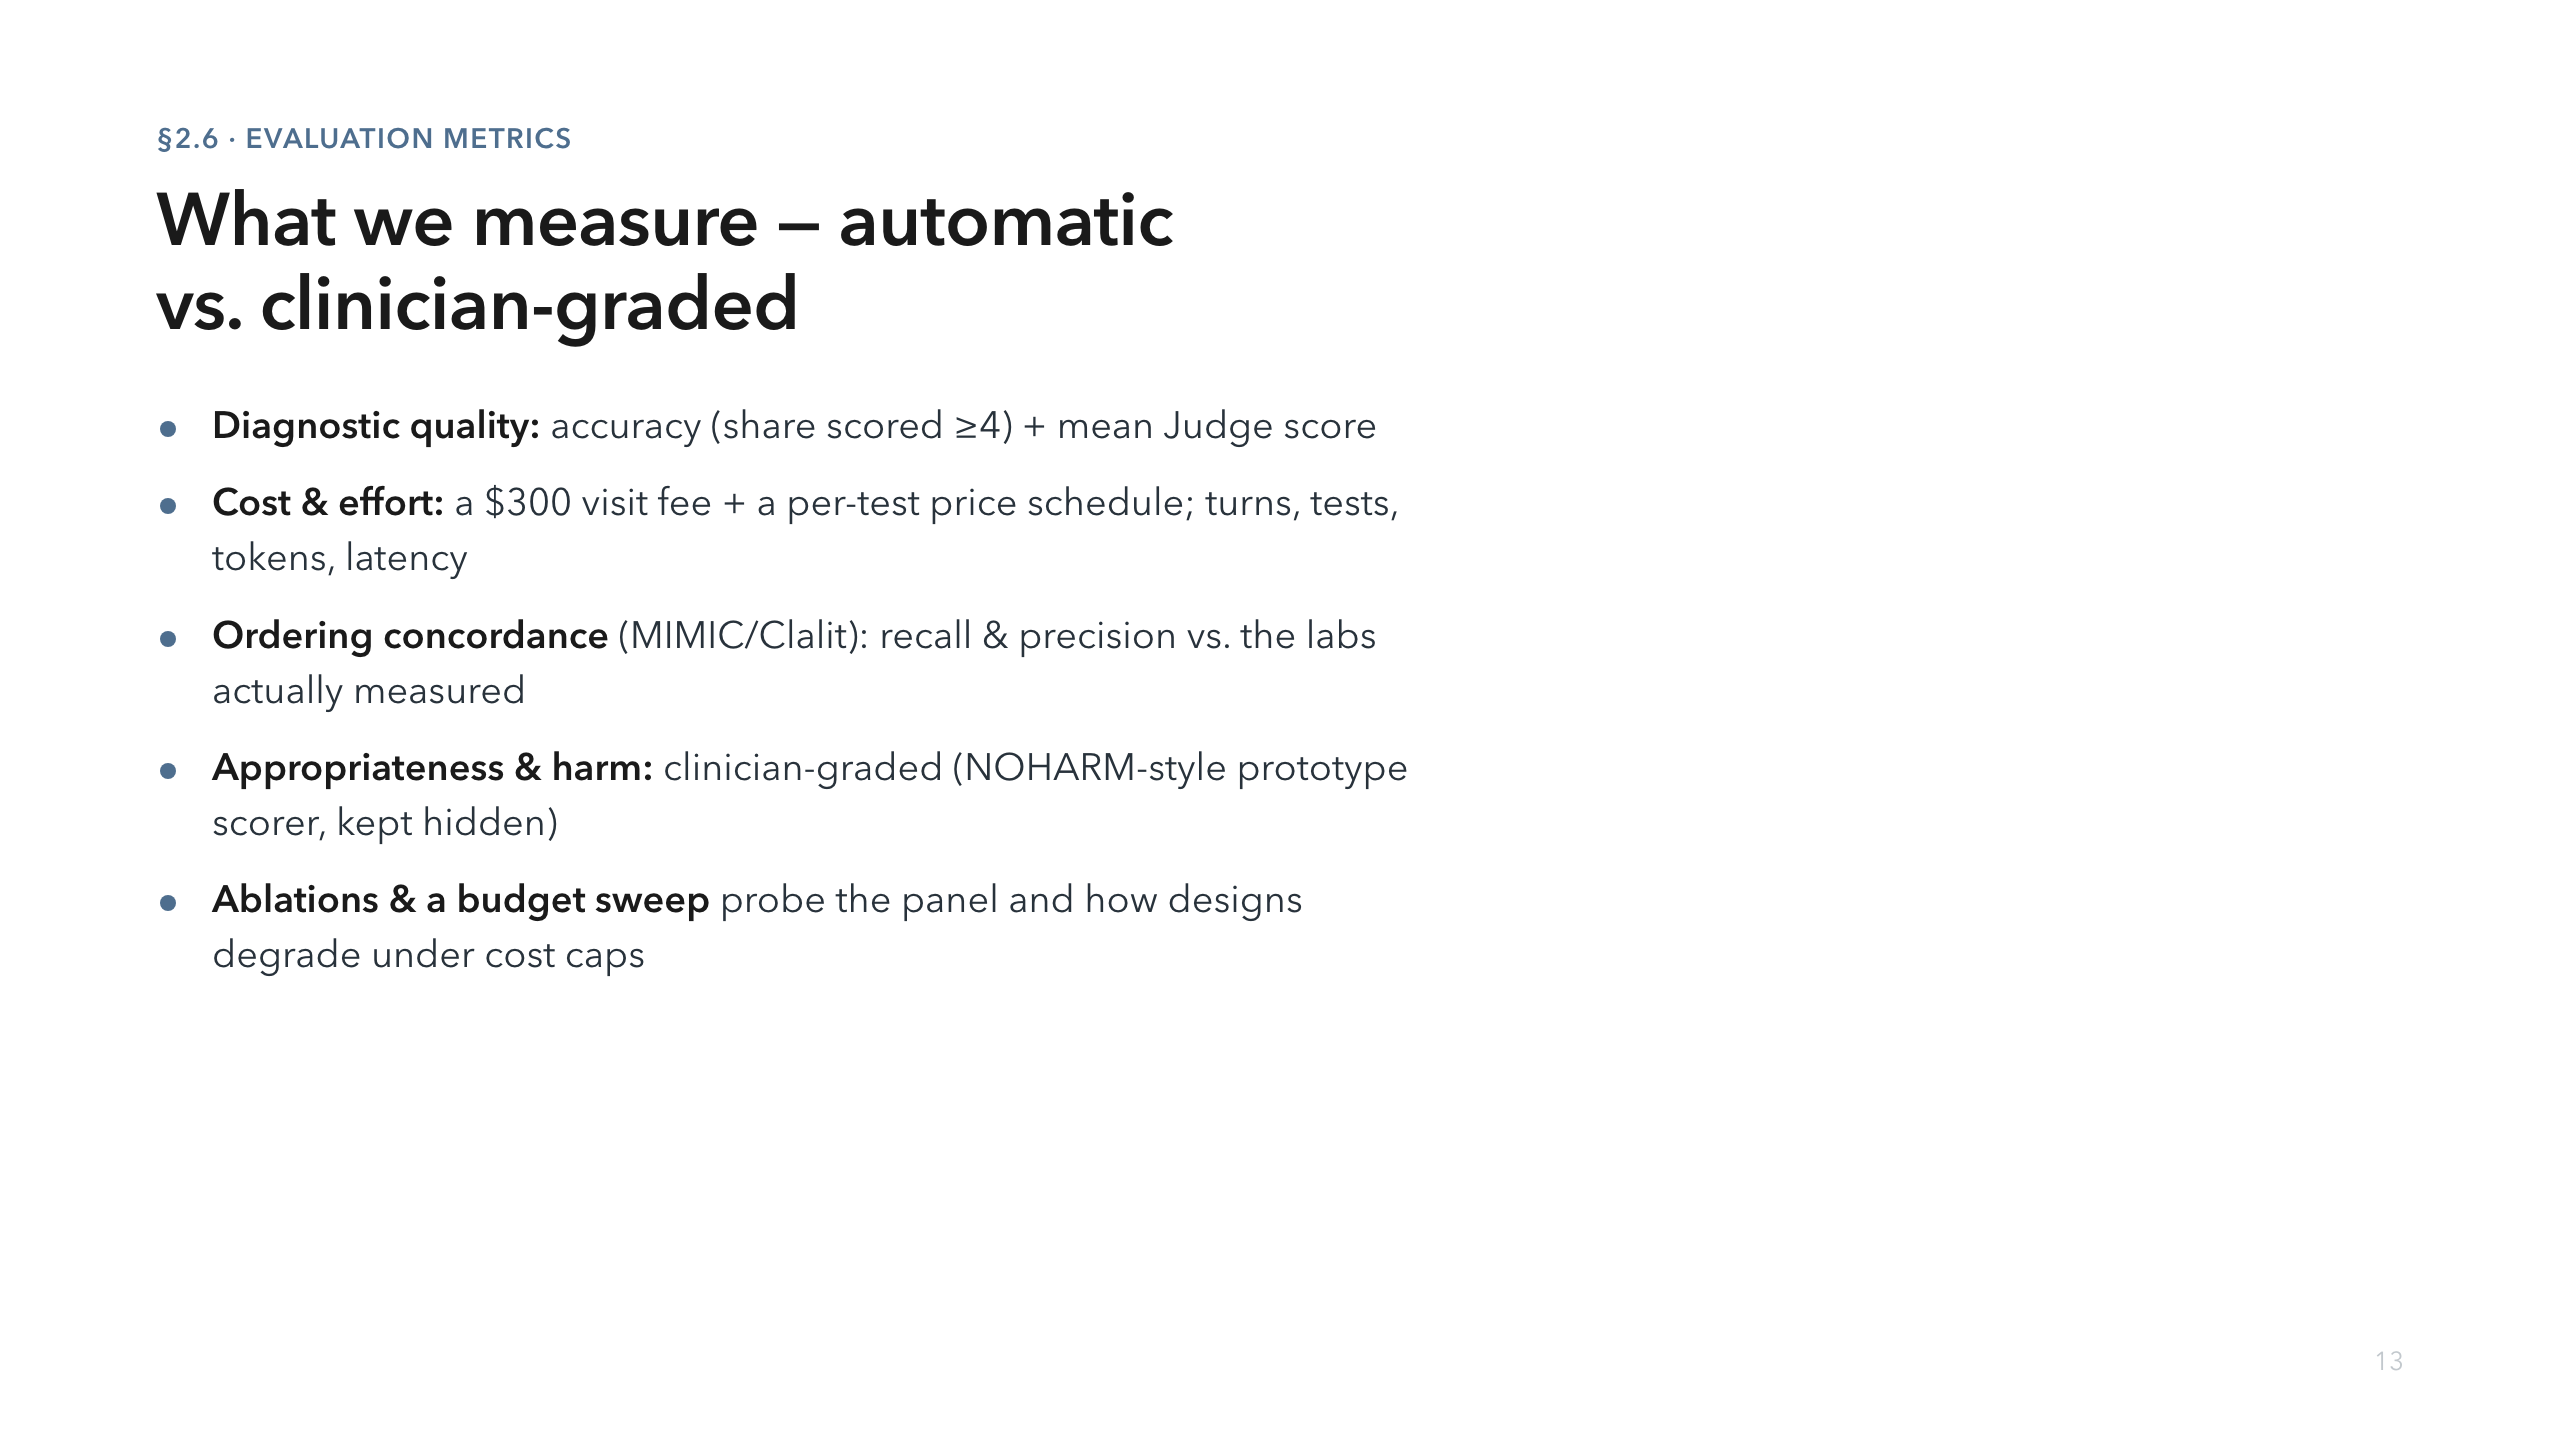 §2.6 · EVALUATION METRICS
What we measure – automatic
vs. clinician-graded
• Diagnostic quality: accuracy (share scored ≥4) + mean Judge score
• Cost & effort: a $300 visit fee + a per-test price schedule; turns, tests,
tokens, latency
• Ordering concordance (MIMIC/Clalit): recall & precision vs. the labs
actually measured
• Appropriateness & harm: clinician-graded (NOHARM-style prototype
scorer, kept hidden)
• Ablations & a budget sweep probe the panel and how designs
degrade under cost caps
13